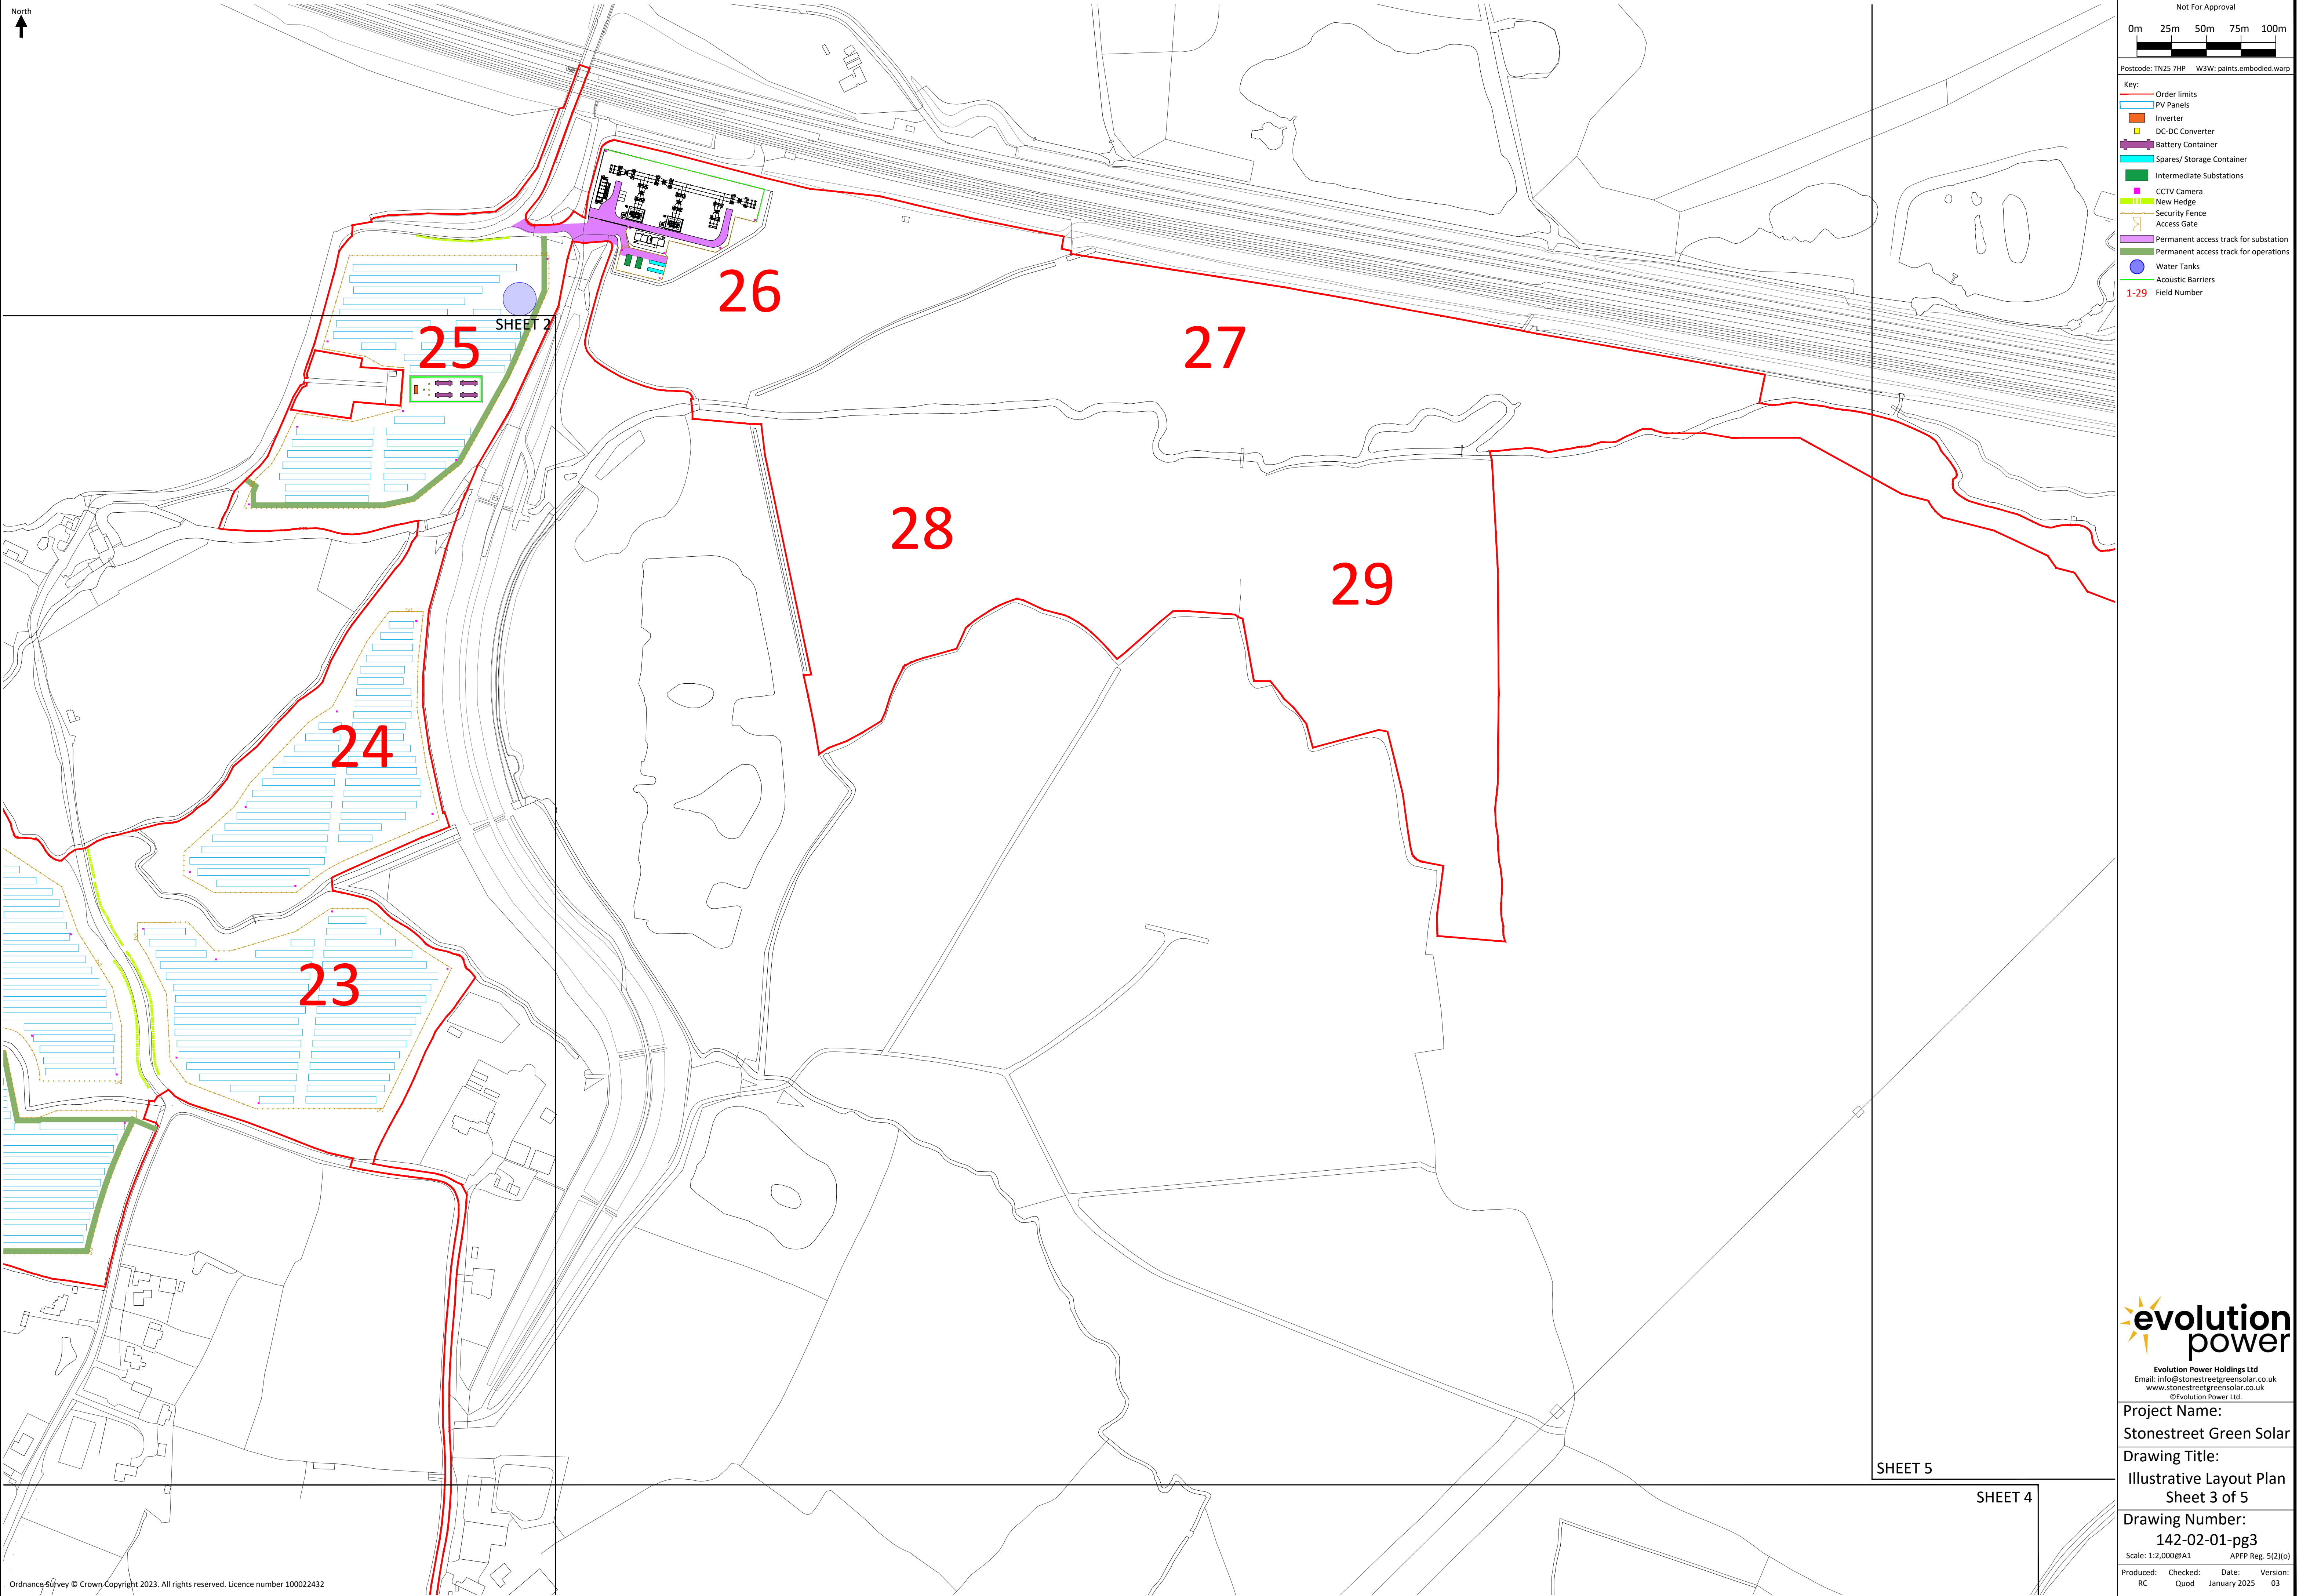 North
26
27
SHEET 2
25
28
29
24
23
SHEET 5
SHEET 4
Ordnance Survey © Crown Copyright 2023. All rights reserved. Licence number 100022432
Not For Approval
0m 25m 50m 75m 100m
Postcode: TN25 7HP W3W: paints.embodied.warp
Key:
Order limits
PV Panels
Inverter
DC-DC Converter
Battery Container
Spares/ Storage Container
Intermediate Substations
CCTV Camera
New Hedge
Security Fence
Access Gate
Permanent access track for substation
Permanent access track for operations
Water Tanks
Acoustic Barriers
1-29 Field Number
evolution
power
Evolution Power Holdings Ltd
Email: info@stonestreetgreensolar.co.uk
www.stonestreetgreensolar.co.uk
©Evolution Power Ltd.
Project Name:
Stonestreet Green Solar
Drawing Title:
Illustrative Layout Plan
Sheet 3 of 5
Drawing Number:
142-02-01-pg3
Scale: 1:2,000@A1 APFP Reg. 5(2)(o)
Produced: Checked: Date: Version:
RC Quod January 2025 03